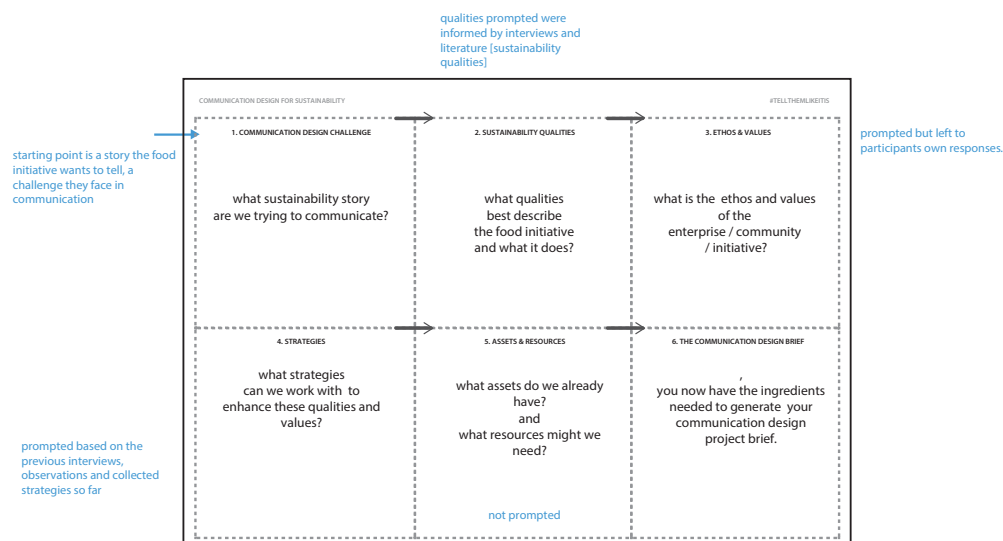 qualities prompted were
informed by interviews and
literature [sustainability
qualities]
COMMUNICATION DESIGN FOR SUSTAINABILITY
#TELLTHEMLIKEITIS
starting point is a story the food
initiative wants to tell, a
challenge they face in
communication
1. COMMUNICATION DESIGN CHALLENGE
what sustainability story
are we trying to communicate?
2. SUSTAINABILITY QUALITIES
what qualities
best describe
the food initiative
and what it does?
3. ETHOS & VALUES
what is the ethos and values
of the
enterprise / community
/ initiative?
prompted but left to
participants own responses.
4. STRATEGIES
what strategies
can we work with to
enhance these qualities and
values?
5. ASSETS & RESOURCES
what assets do we already
have?
and
what resources might we
need?
not prompted
6. THE COMMUNICATION DESIGN BRIEF
,
you now have the ingredients
needed to generate your
communication design
project brief.
prompted based on the
previous interviews,
observations and collected
strategies so far